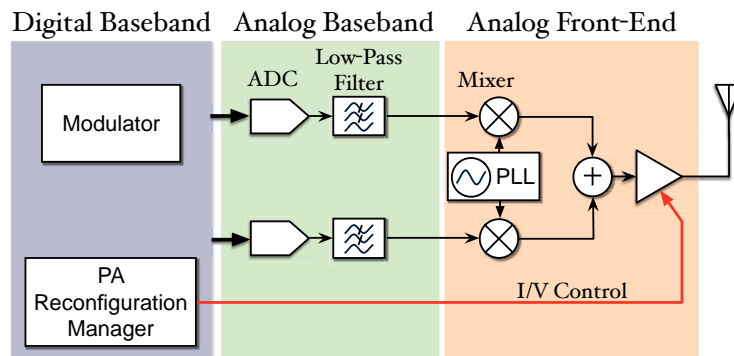 Digital Baseband
Analog Baseband
Analog Front-End
Modulator
ADC
Low-Pass
Filter
Mixer
PLL
PA
Reconfiguration
Manager
I/V Control